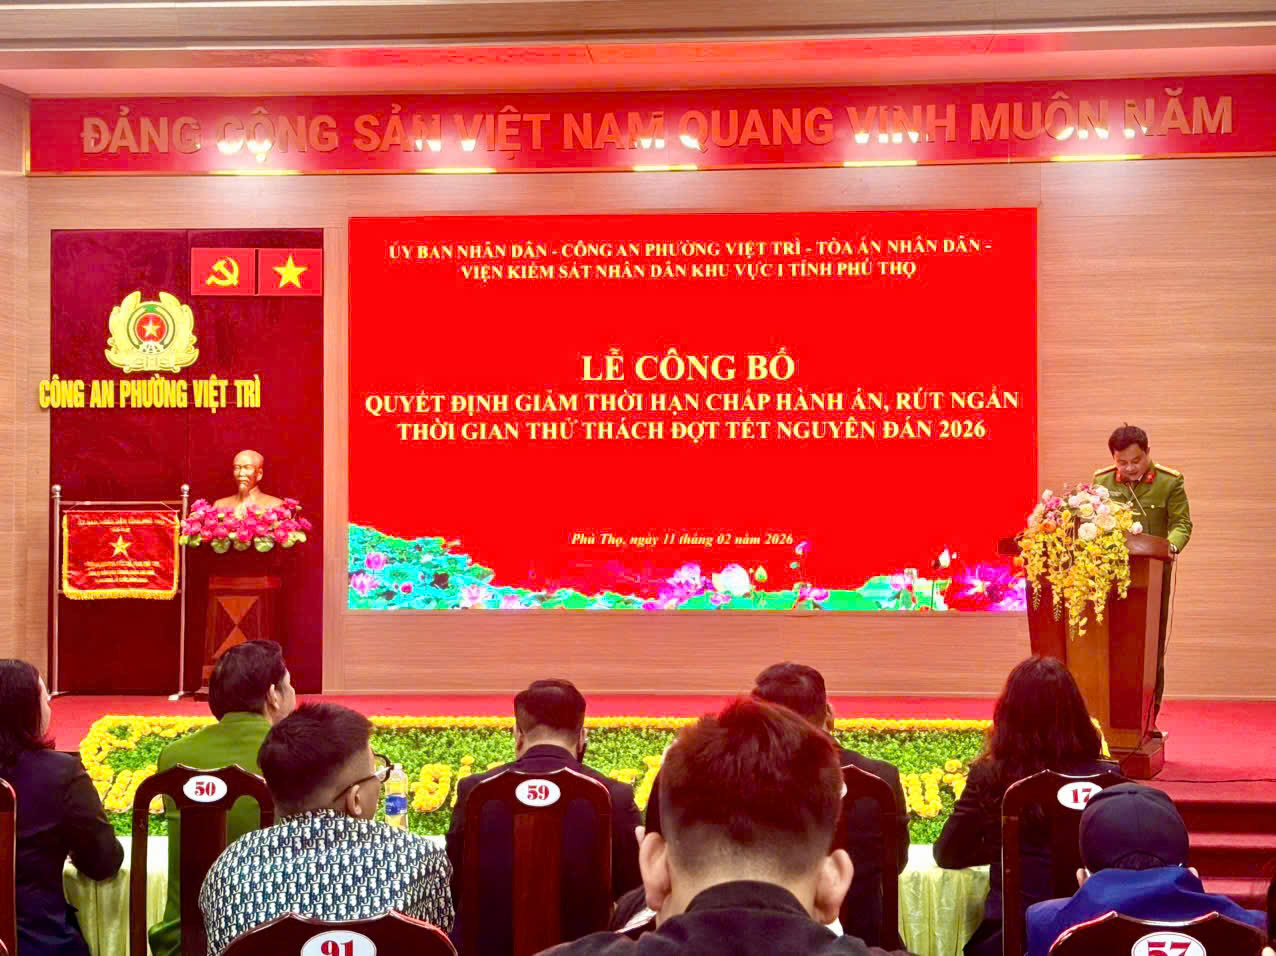 ĐẢNG CỘNG SẢN VIỆT NAM QUANG VINH MUÔN NĂM
ỦY BAN NHÂN DÂN - CÔNG AN PHƯỜNG VIỆT TRÌ - TÒA ÁN NHÂN DÂN -
VIỆN KIỂM SÁT NHÂN DÂN KHU VỰC 1 TỈNH PHÚ THỌ
CÔNG AN PHƯỜNG VIỆT TRÌ
LỄ CÔNG BỐ
QUYẾT ĐỊNH GIẢM THỜI HẠN CHẤP HÀNH ÁN, RÚT NGẮN
THỜI GIAN THỬ THÁCH ĐỢT TẾT NGUYÊN ĐÁN 2026
Phú Thọ, ngày 11 tháng 02 năm 2026
50
59
17
91
57